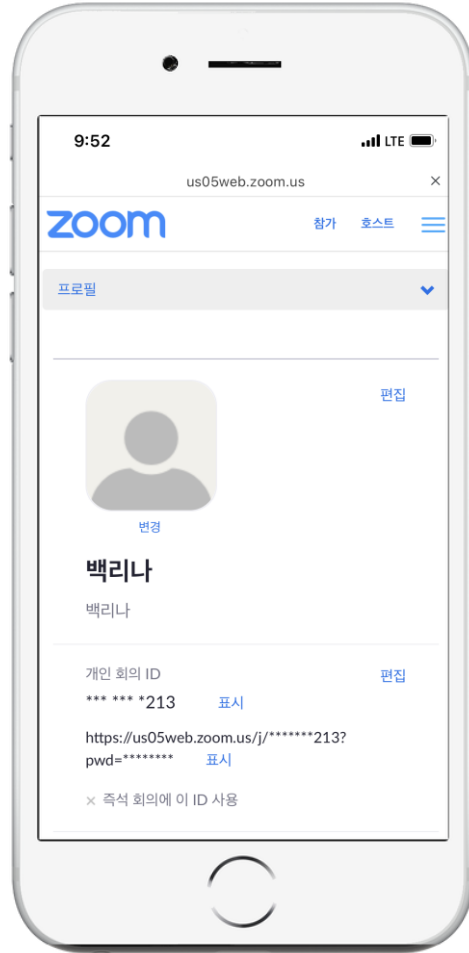 9:52
LTE
us05web.zoom.us ×
zoom 참가 호스트
프로필
편집
변경
백리나
백리나
개인 회의 ID 편집
*** *** *213 표시
https://us05web.zoom.us/j/*******213?
pwd=******** 표시
× 즉석 회의에 이 ID 사용